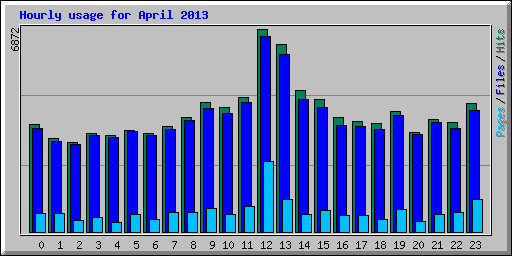 Hourly usage for April 2013
6872
Pages / Files / Hits
0 1 2 3 4 5 6 7 8 9 10 11 12 13 14 15 16 17 18 19 20 21 22 23